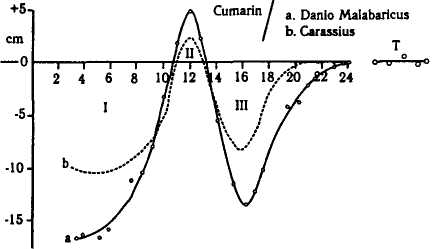 +5
Cumarin
a. Danio Malabaricus
b. Carassius
cm
II
T
0
2 4 6 8 10 12 14 16 18 20 22 24
I
III
-5
b
-10
-15
a